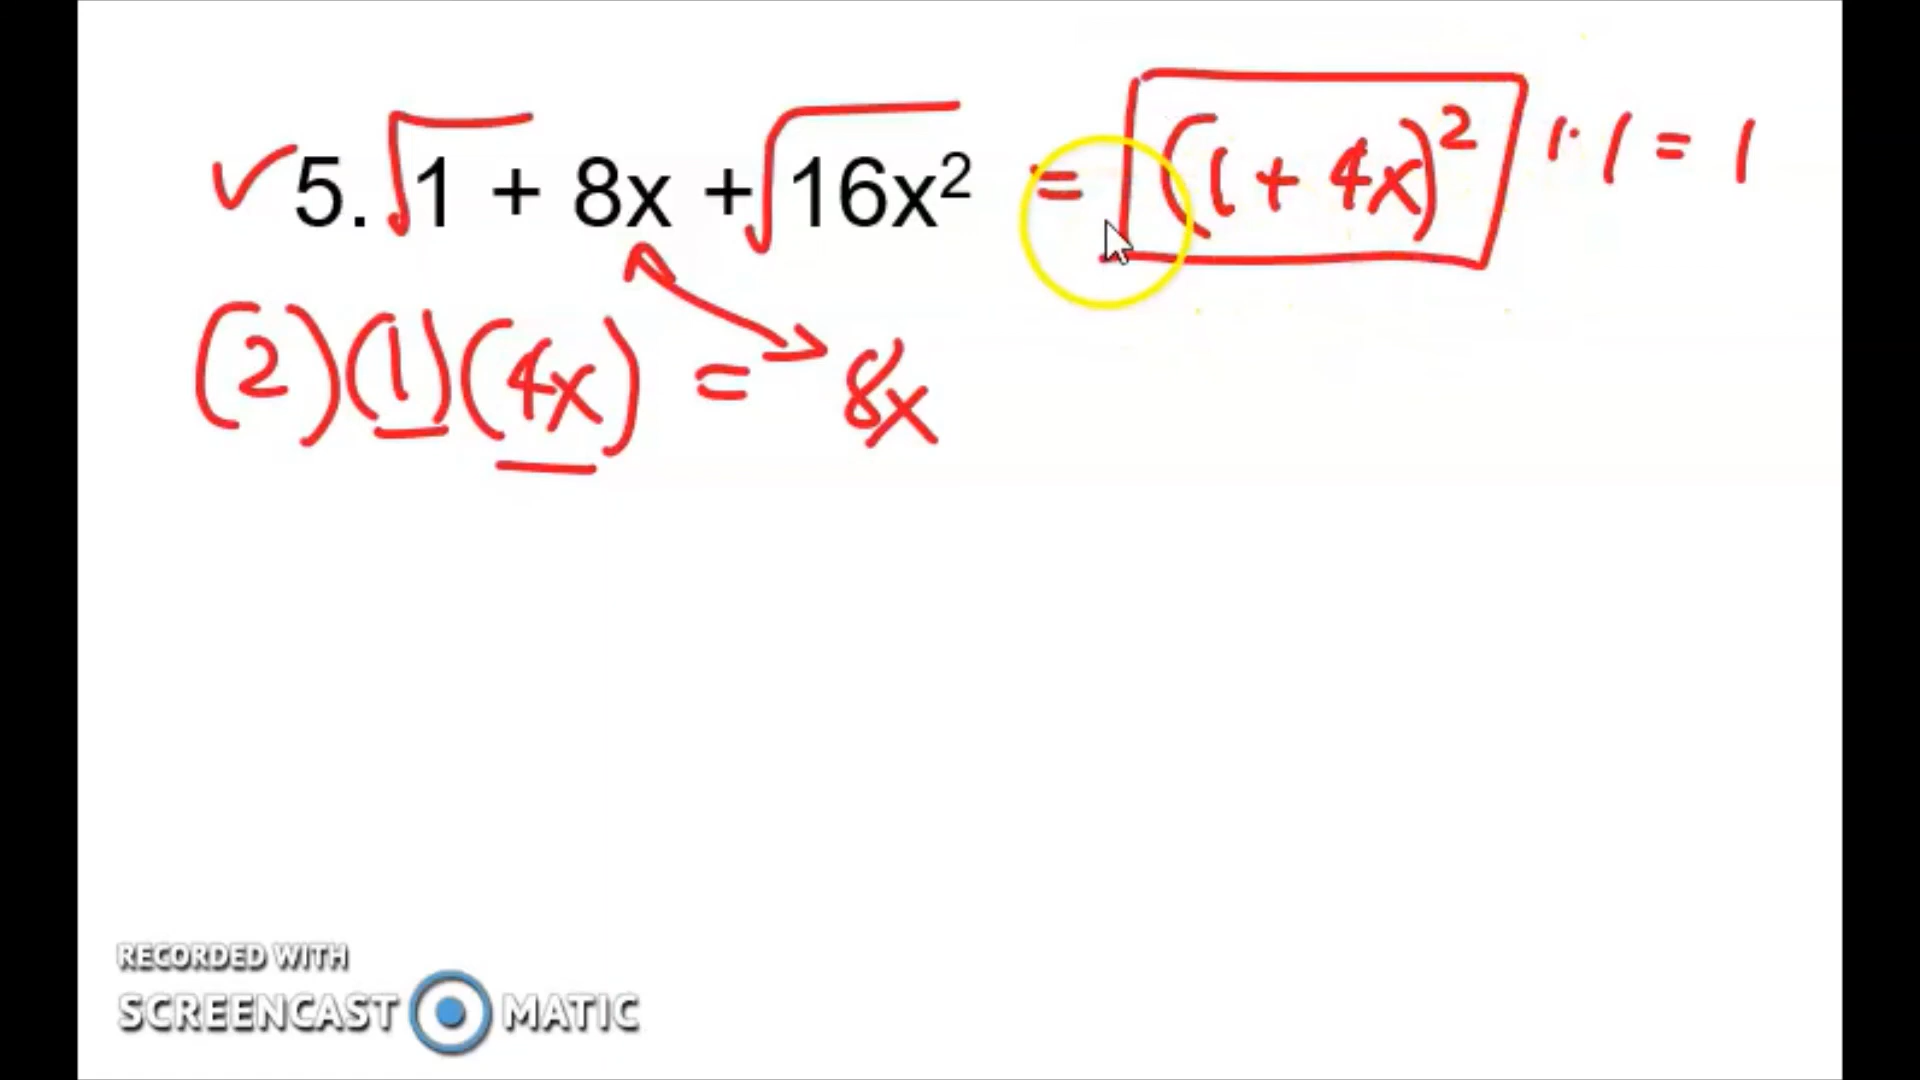 ✓ 5. √1 + 8x + √16x² = (1 + 4x)² 1·1 = 1
(2)(1)(4x) = 8x
RECORDED WITH
SCREENCAST MATIC